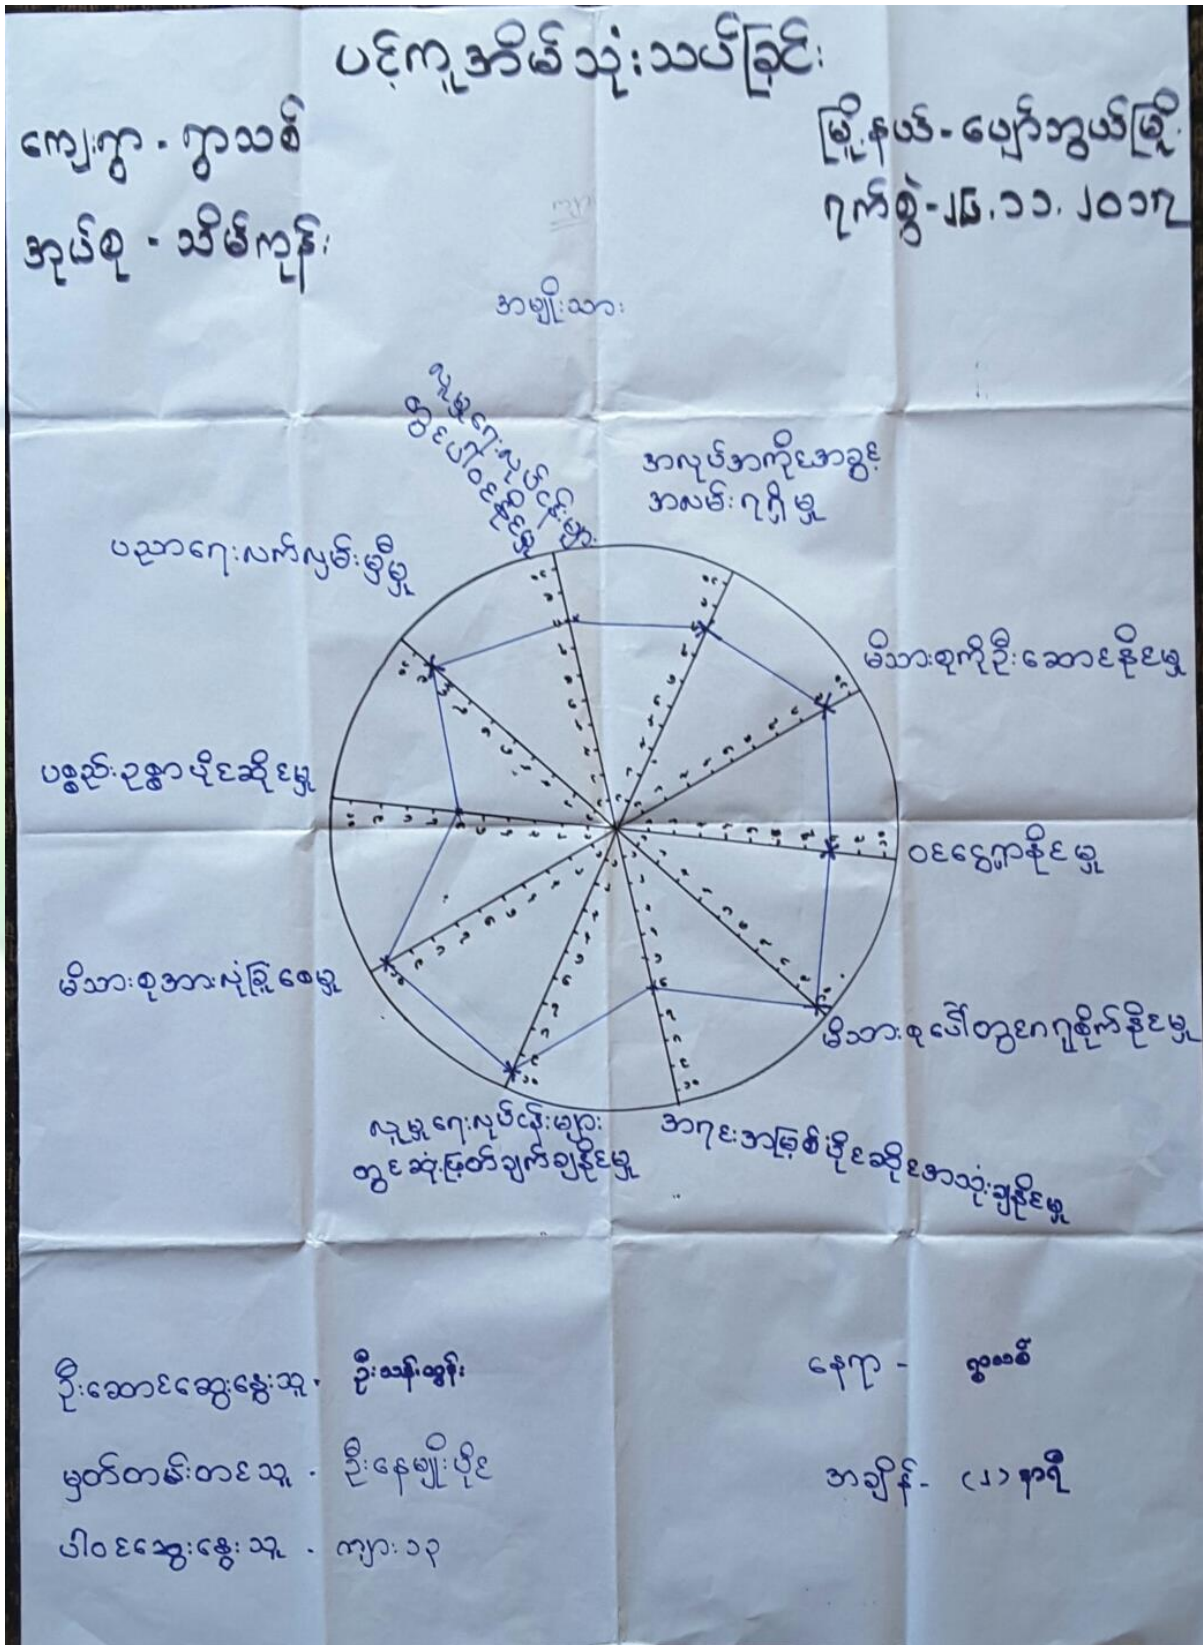 ပင့်ကူအိမ်သုံးသပ်ခြင်း
ကျေးရွာ - ရွာသစ်
မြို့နယ် - ပျော်ဘွယ်မြို့
အုပ်စု - သိမ်ကုန်း
ရက်စွဲ - ၂၄.၁၁.၂၀၁၇
အမျိုးသား
လူမှုရေးလုပ်ငန်းများ
တွင်ပါဝင်နိုင်မှု
အလုပ်အကိုင်အခွင့်
အလမ်းရရှိမှု
ပညာရေးလက်လှမ်းမှီမှု
မိသားစုကိုဦးဆောင်နိုင်မှု
ပစ္စည်းဥစ္စာပိုင်ဆိုင်မှု
ဝင်ငွေရှာနိုင်မှု
မိသားစုအားလုံခြုံစေမှု
မိသားစုပေါ်တွင်ဂရုစိုက်နိုင်မှု
လူမှုရေးလုပ်ငန်းများ
တွင်ဆုံးဖြတ်ချက်ချနိုင်မှု
အရင်းအမြစ်ပိုင်ဆိုင်အသုံးချနိုင်မှု
ဦးဆောင်ဆွေးနွေးသူ - ဦးသန်းထွန်း
နေရာ - ရွာသစ်
မှတ်တမ်းတင်သူ - ဦးနေမျိုးပိုင်
အချိန် - (၂) နာရီ
ပါဝင်ဆွေးနွေးသူ - ကျား ၁၃